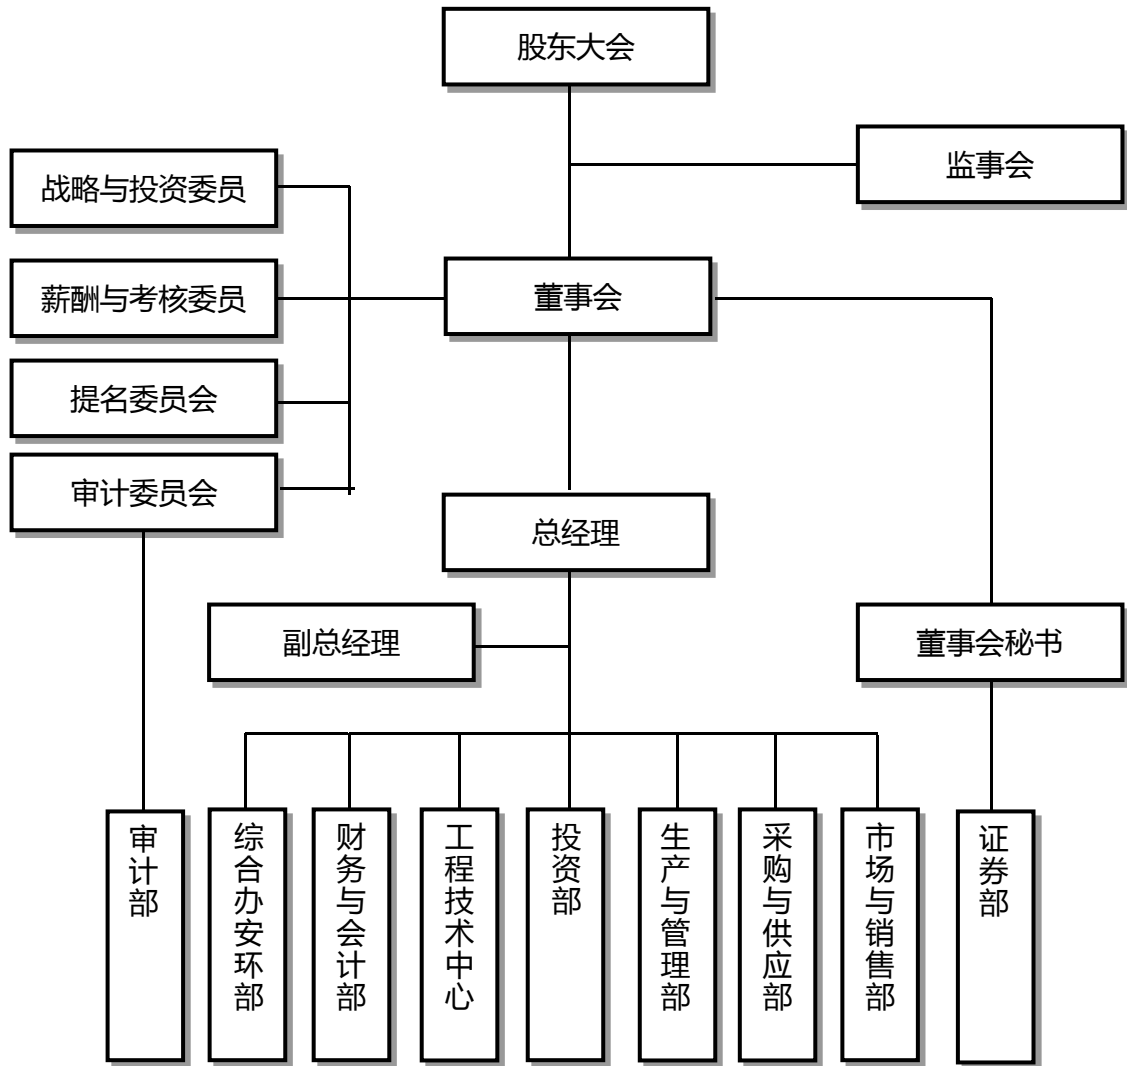 股东大会
监事会
战略与投资委员
薪酬与考核委员
董事会
提名委员会
审计委员会
总经理
副总经理
董事会秘书
审计部
综合办安环部
财务与会计部
工程技术中心
投资部
生产与管理部
采购与供应部
市场与销售部
证券部